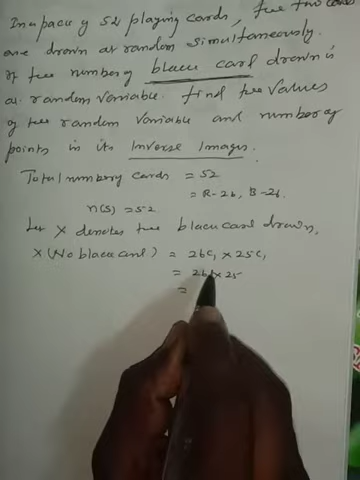 In a pack of 52 playing cards, the two cards
are drawn at random simultaneously.
if the number of black card drawn is
a random variable. find the values
of the random variable and number of
points in its Inverse Images.
Total number of cards = 52
= R-26, B-26.
n(S) = 52
Let X denotes the black card drawn,
X (No black card) = 26C₁ × 25C₁
= 26 × 25
=